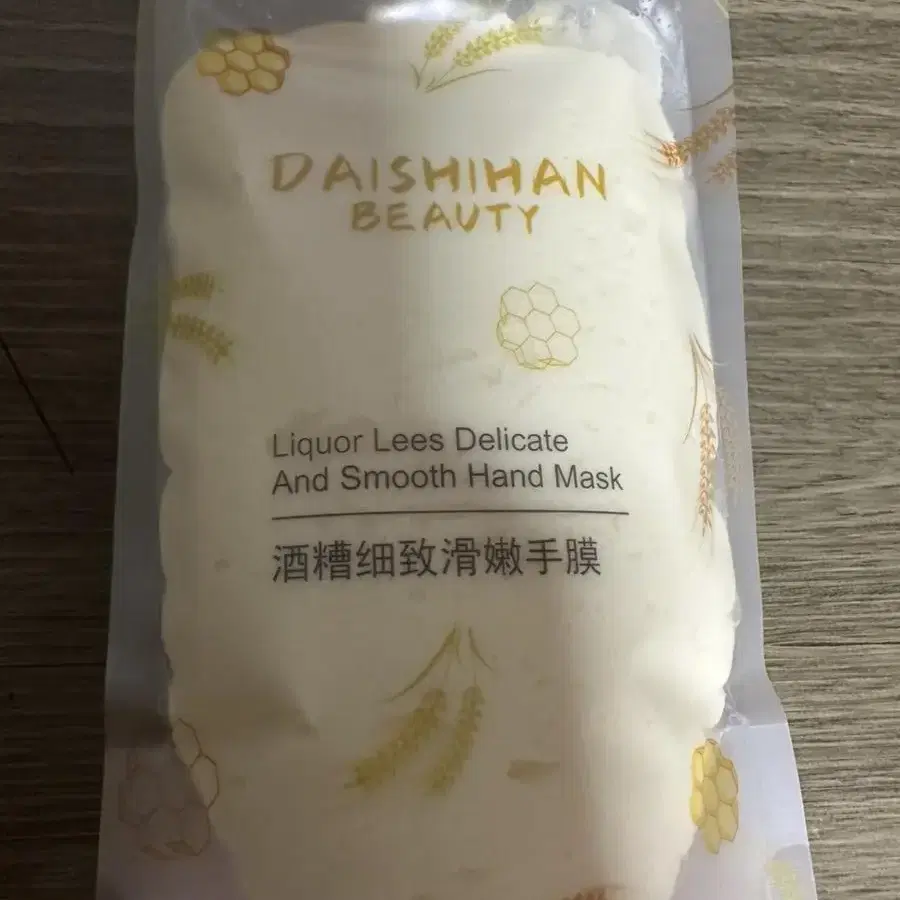 DAISHIHAN
BEAUTY
Liquor Lees Delicate
And Smooth Hand Mask
酒糟细致滑嫩手膜